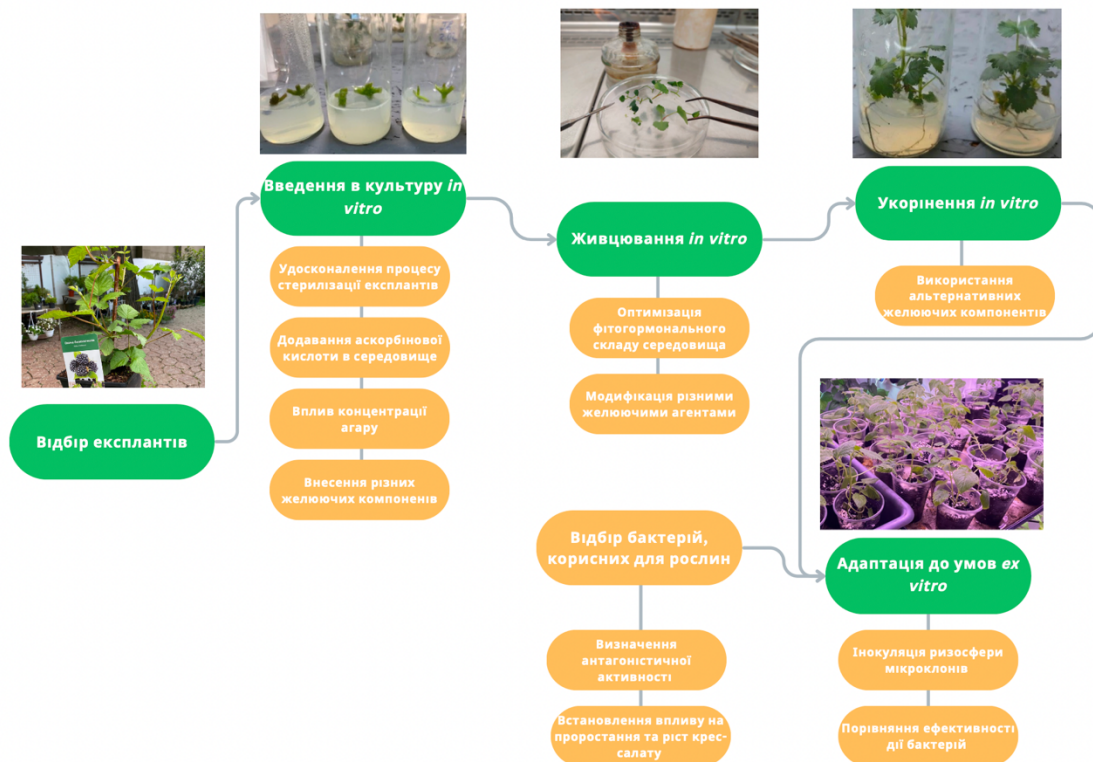 Введення в культуру in
vitro
Удосконалення процесу
стерилізації експлантів
Додавання аскорбінової
кислоти в середовище
Вплив концентрації
агару
Внесення різних
желюючих компонентів
Відбір експлантів
Живцювання in vitro
Оптимізація
фітогормонального
складу середовища
Модифікація різними
желюючими агентами
Укорінення in vitro
Використання
альтернативних
желюючих компонентів
Відбір бактерій,
корисних для рослин
Визначення
антагоністичної
активності
Встановлення впливу на
проростання та ріст крес-
салату
Адаптація до умов ex
vitro
Інокуляція ризосфери
мікроклонів
Порівняння ефективності
дії бактерій